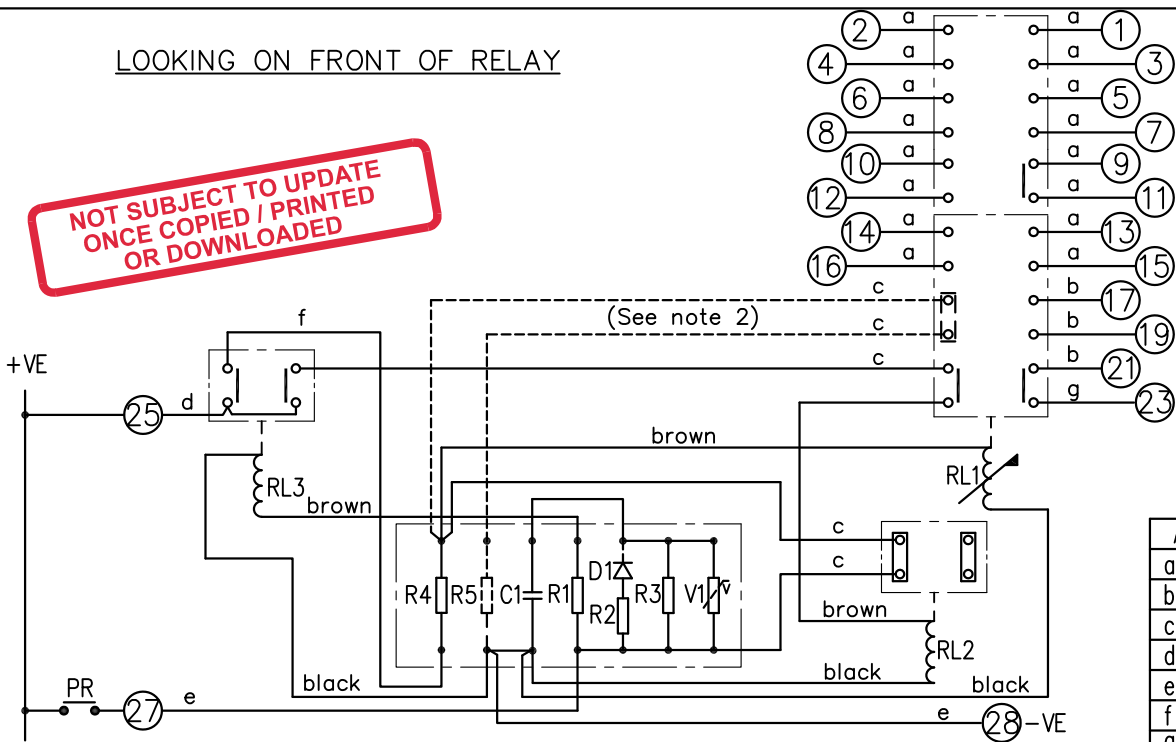 LOOKING ON FRONT OF RELAY
NOT SUBJECT TO UPDATE
ONCE COPIED / PRINTED
OR DOWNLOADED
2 a a 1
4 a a 3
6 a a 5
8 a a 7
10 a a 9
12 a a 11
14 a a 13
16 a a 15
c b 17
(See note 2)
c b 19
f
+VE
c b 21
25 d g 23
brown
RL3
RL1
brown
c
c
D1
R4 R5 C1 R1 R3 V1
R2
brown
RL2
black
black
black
PR
27 e
e 28 -VE
A
a
b
c
d
e
f
g